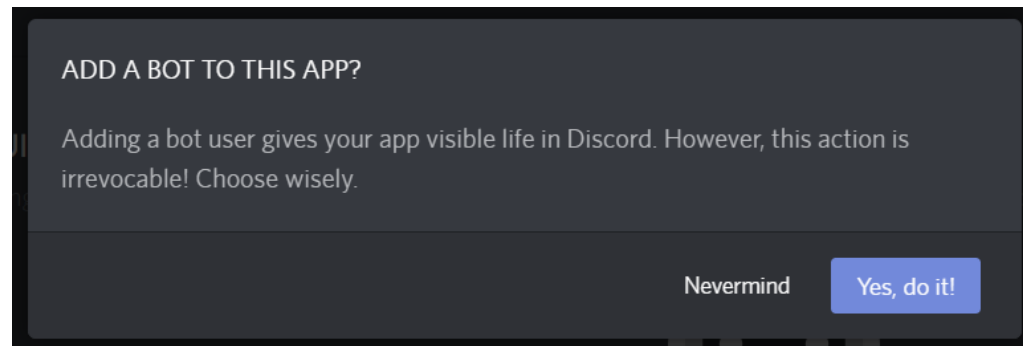 ADD A BOT TO THIS APP?
Adding a bot user gives your app visible life in Discord. However, this action is
irrevocable! Choose wisely.
Nevermind
Yes, do it!